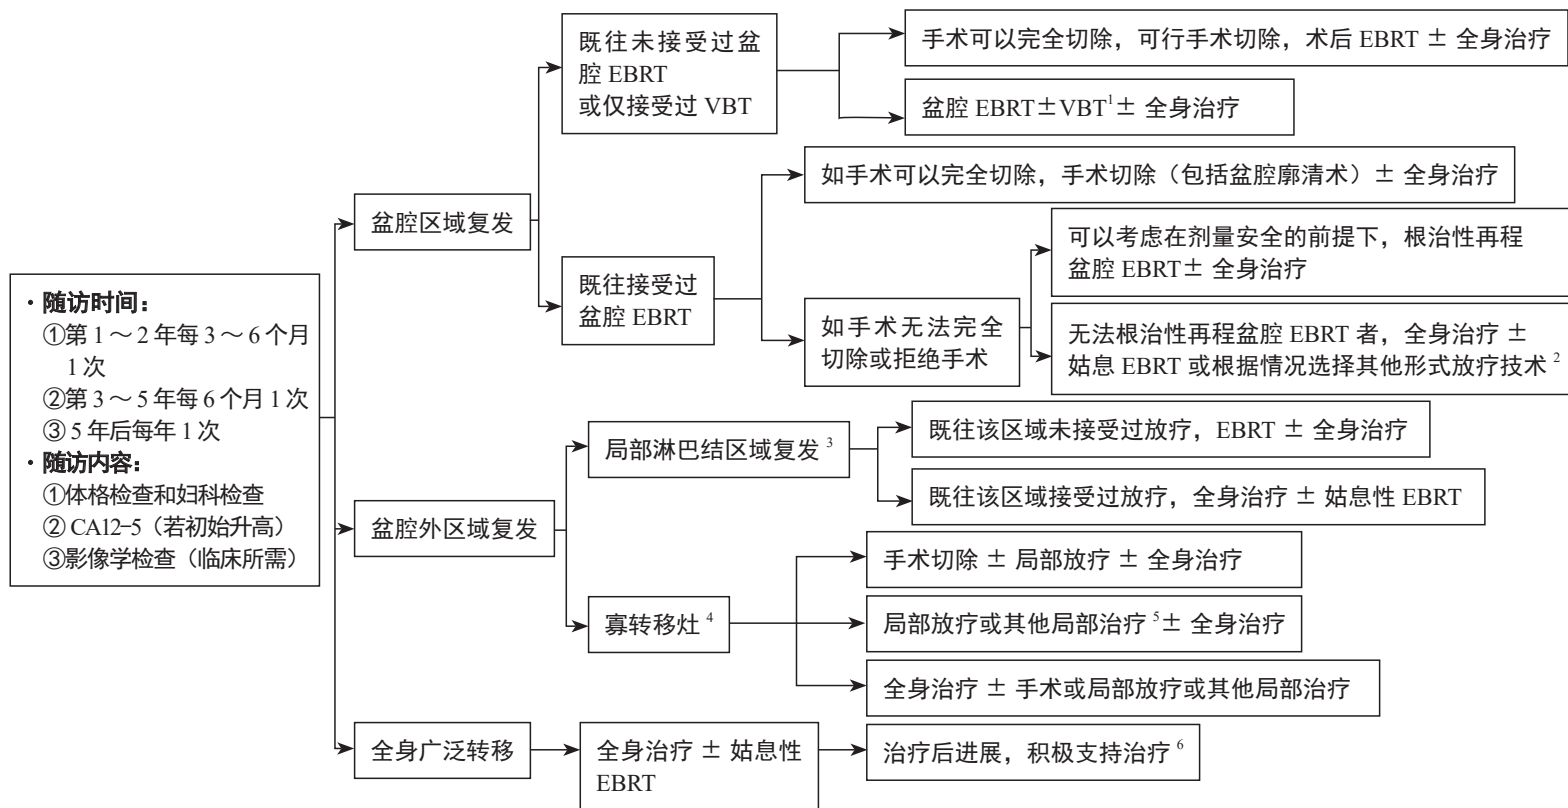 · 随访时间：
①第 1 ～ 2 年每 3 ～ 6 个月
1 次
②第 3 ～ 5 年每 6 个月 1 次
③ 5 年后每年 1 次
· 随访内容：
①体格检查和妇科检查
② CA12-5（若初始升高）
③影像学检查（临床所需）
盆腔区域复发
既往未接受过盆
腔 EBRT
或仅接受过 VBT
手术可以完全切除，可行手术切除，术后 EBRT ± 全身治疗
盆腔 EBRT±VBT¹± 全身治疗
既往接受过
盆腔 EBRT
如手术可以完全切除，手术切除（包括盆腔廓清术）± 全身治疗
如手术无法完全
切除或拒绝手术
可以考虑在剂量安全的前提下，根治性再程
盆腔 EBRT± 全身治疗
无法根治性再程盆腔 EBRT 者，全身治疗 ±
姑息 EBRT 或根据情况选择其他形式放疗技术 ²
盆腔外区域复发
局部淋巴结区域复发 ³
既往该区域未接受过放疗，EBRT ± 全身治疗
既往该区域接受过放疗，全身治疗 ± 姑息性 EBRT
寡转移灶 ⁴
手术切除 ± 局部放疗 ± 全身治疗
局部放疗或其他局部治疗 ⁵± 全身治疗
全身治疗 ± 手术或局部放疗或其他局部治疗
全身广泛转移
全身治疗 ± 姑息性
EBRT
治疗后进展，积极支持治疗 ⁶